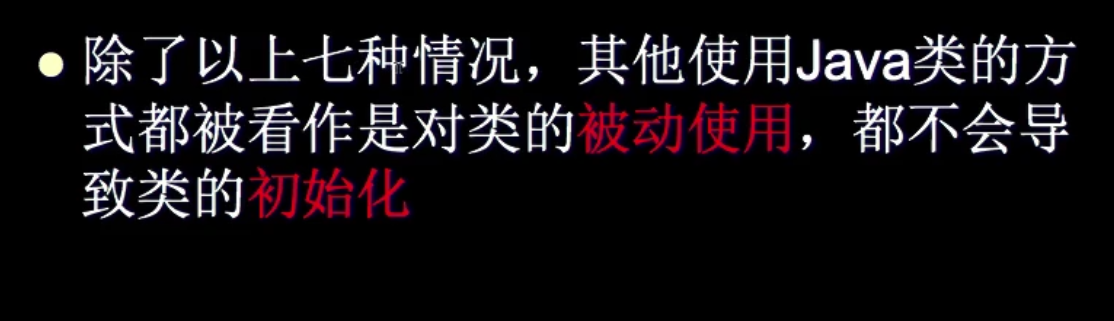 除了以上七种情况，其他使用Java类的方
式都被看作是对类的被动使用，都不会导
致类的初始化